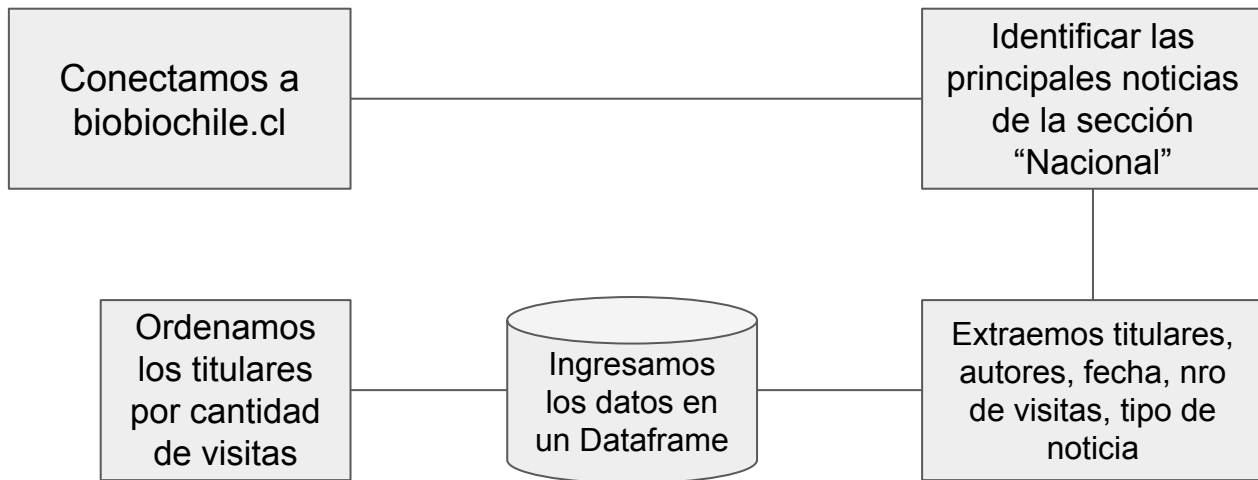 Conectamos a
biobiochile.cl
Identificar las
principales noticias
de la sección
“Nacional”
Extraemos titulares,
autores, fecha, nro
de visitas, tipo de
noticia
Ingresamos
los datos en
un Dataframe
Ordenamos
los titulares
por cantidad
de visitas